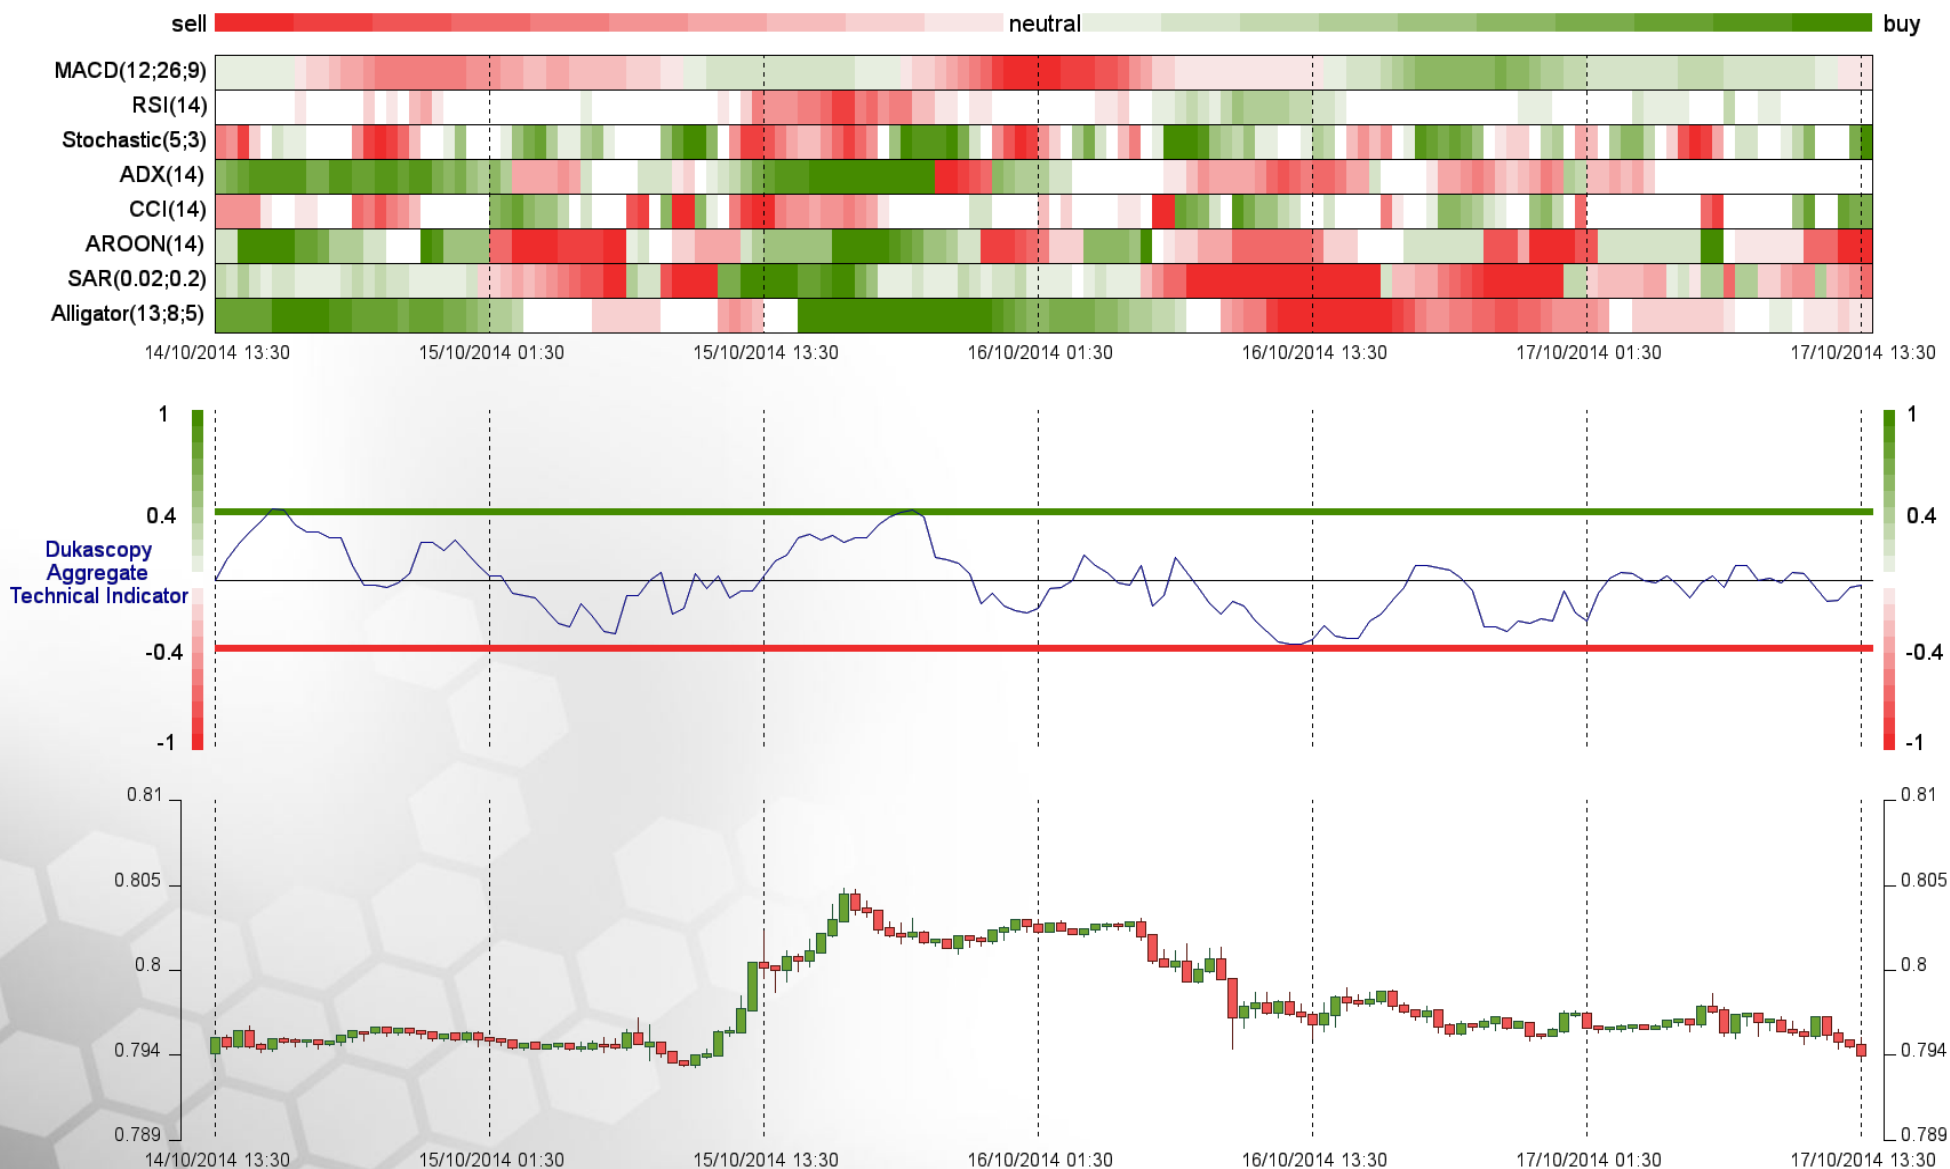 sell neutral buy
MACD(12;26;9)
RSI(14)
Stochastic(5;3)
ADX(14)
CCI(14)
AROON(14)
SAR(0.02;0.2)
Alligator(13;8;5)
14/10/2014 13:30 15/10/2014 01:30 15/10/2014 13:30 16/10/2014 01:30 16/10/2014 13:30 17/10/2014 01:30 17/10/2014 13:30
1 1
0.4 0.4
Dukascopy
Aggregate
Technical Indicator
-0.4 -0.4
-1 -1
0.81 0.81
0.805 0.805
0.8 0.8
0.794 0.794
0.789 0.789
14/10/2014 13:30 15/10/2014 01:30 15/10/2014 13:30 16/10/2014 01:30 16/10/2014 13:30 17/10/2014 01:30 17/10/2014 13:30